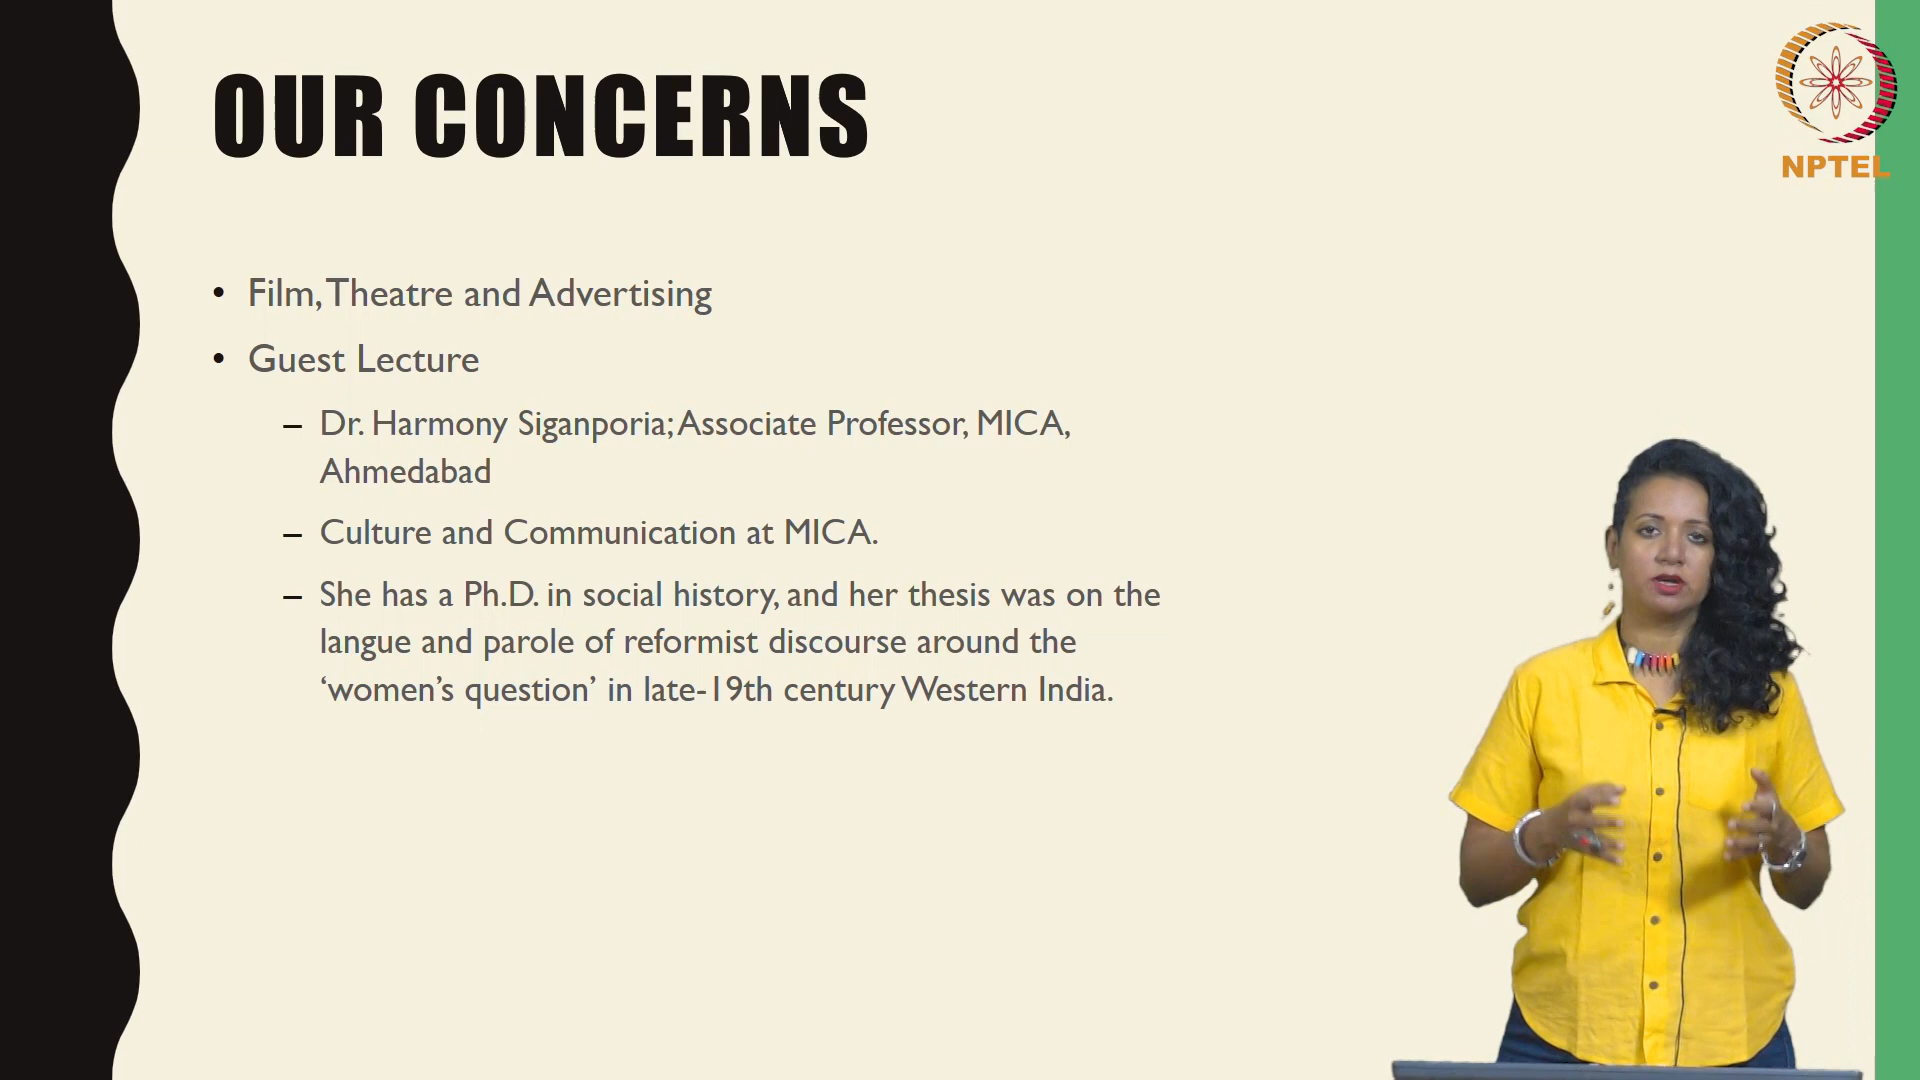 OUR CONCERNS
NPTEL
• Film, Theatre and Advertising
• Guest Lecture
– Dr. Harmony Siganporia; Associate Professor, MICA,
Ahmedabad
– Culture and Communication at MICA.
– She has a Ph.D. in social history, and her thesis was on the
langue and parole of reformist discourse around the
‘women’s question’ in late-19th century Western India.